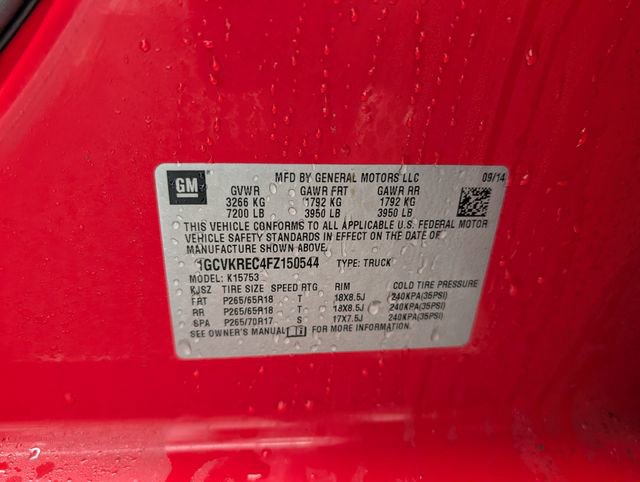 GM
MFD BY GENERAL MOTORS LLC 09/14
GVWR GAWR FRT GAWR RR
3266 KG 1792 KG 1792 KG
7200 LB 3950 LB 3950 LB
THIS VEHICLE CONFORMS TO ALL APPLICABLE U.S. FEDERAL MOTOR
VEHICLE SAFETY STANDARDS IN EFFECT ON THE DATE OF
MANUFACTURE SHOWN ABOVE.
1GCVKREC4FZ150544 TYPE: TRUCK
MODEL: K15753
KJSZ TIRE SIZE SPEED RTG RIM COLD TIRE PRESSURE
FRT P265/65R18 T 18X8.5J 240KPA(35PSI)
RR P265/65R18 T 18X8.5J 240KPA(35PSI)
SPA P265/70R17 S 17X7.5J 240KPA(35PSI)
SEE OWNER'S MANUAL FOR MORE INFORMATION.